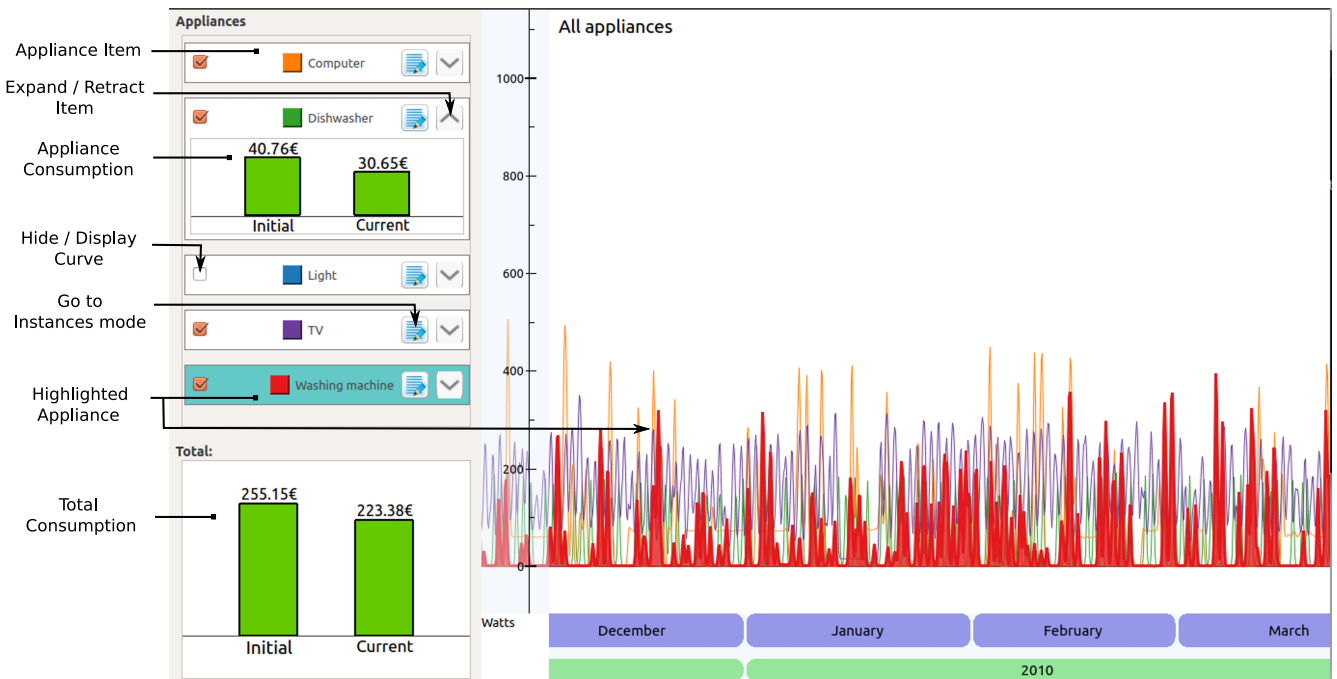 Appliances
All appliances
Appliance Item
Computer
Expand / Retract
Item
1000
Dishwasher
Appliance
Consumption
40.76€
30.65€
Initial
Current
800
Hide / Display
Curve
Light
600
Go to
Instances mode
TV
400
Highlighted
Appliance
Washing machine
Total:
200
Total
Consumption
255.15€
223.38€
Initial
Current
0
Watts
December
January
February
March
2010